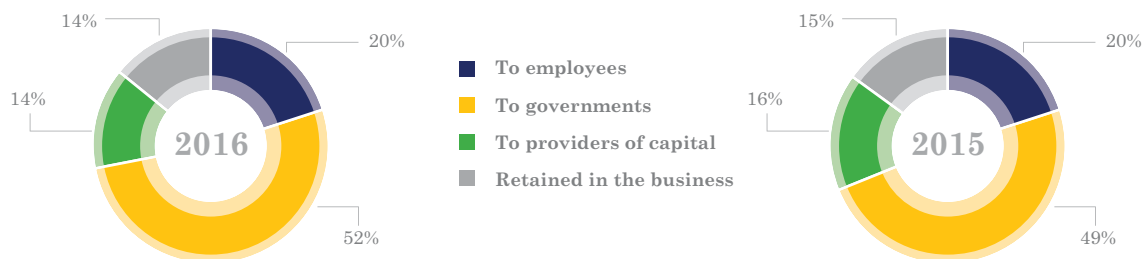 14%
20%
14%
2016
52%
To employees
To governments
To providers of capital
Retained in the business
15%
20%
16%
2015
49%